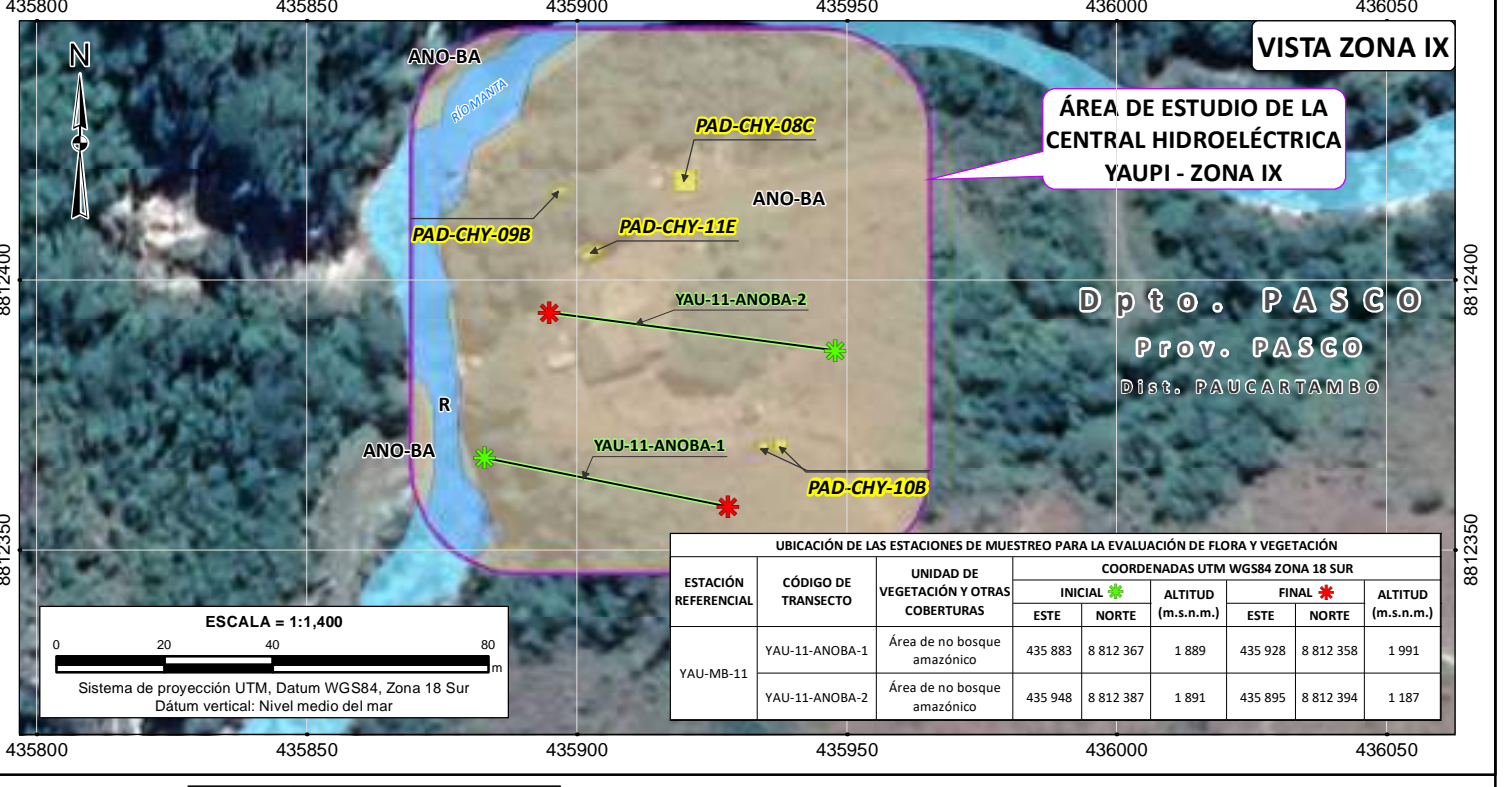 435800 435850 435900 435950 436000 436050
VISTA ZONA IX
N
ANO-BA
RÍO MANTA
ÁREA DE ESTUDIO DE LA
CENTRAL HIDROELÉCTRICA
YAUPI - ZONA IX
PAD-CHY-08C
ANO-BA
PAD-CHY-09B
PAD-CHY-11E
8812400
8812400
YAU-11-ANOBA-2
Dpto. PASCO
Prov. PASCO
Dist. PAUCARTAMBO
R
ANO-BA
YAU-11-ANOBA-1
PAD-CHY-10B
8812350
8812350
UBICACIÓN DE LAS ESTACIONES DE MUESTREO PARA LA EVALUACIÓN DE FLORA Y VEGETACIÓN
ESTACIÓN REFERENCIAL
CÓDIGO DE TRANSECTO
UNIDAD DE VEGETACIÓN Y OTRAS COBERTURAS
COORDENADAS UTM WGS84 ZONA 18 SUR
INICIAL ALTITUD (m.s.n.m.) FINAL ALTITUD (m.s.n.m.)
ESTE NORTE ESTE NORTE
YAU-MB-11
YAU-11-ANOBA-1 Área de no bosque amazónico 435 883 8 812 367 1 889 435 928 8 812 358 1 991
YAU-11-ANOBA-2 Área de no bosque amazónico 435 948 8 812 387 1 891 435 895 8 812 394 1 187
ESCALA = 1:1,400
0 20 40 80
m
Sistema de proyección UTM, Datum WGS84, Zona 18 Sur
Dátum vertical: Nivel medio del mar
435800 435850 435900 435950 436000 436050